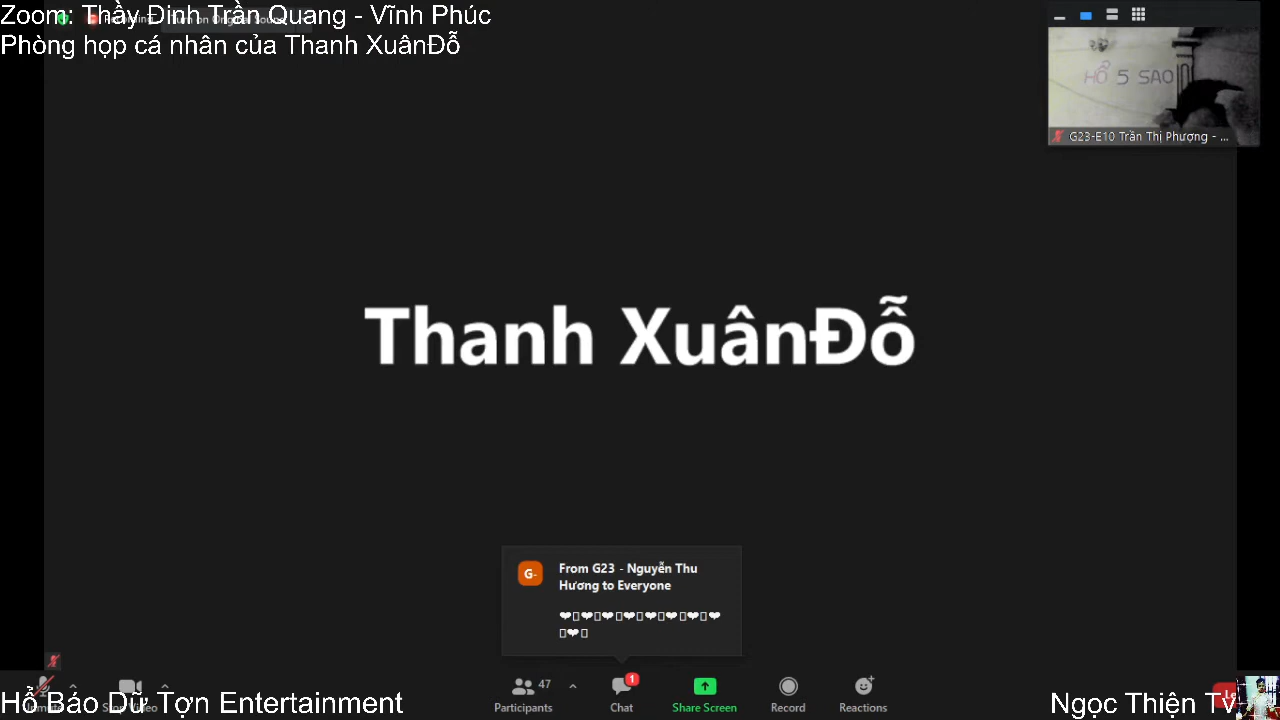 Zoom: Thầy Đinh Trần Quang - Vĩnh Phúc
Phòng họp cá nhân của Thanh XuânĐỗ
HỔ 5 SAO
G23-E10 Trần Thị Phượng - ...
Thanh XuânĐỗ
G-
From G23 - Nguyễn Thu
Hương to Everyone
❤▯❤▯❤▯❤▯❤▯❤▯❤▯❤
▯❤▯
47
1
Participants
Chat
Share Screen
Record
Reactions
Hổ Báo Dữ Tợn Entertainment
Ngọc Thiện Tv